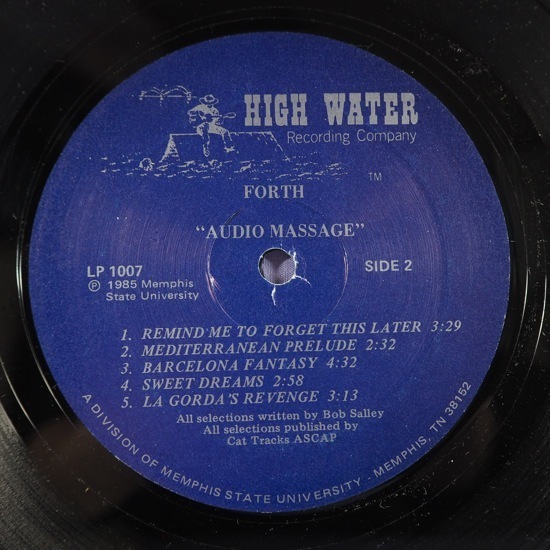 HIGH WATER
Recording Company
TM
FORTH
"AUDIO MASSAGE"
LP 1007
℗ 1985 Memphis
State University
SIDE 2
1. REMIND ME TO FORGET THIS LATER 3:29
2. MEDITERRANEAN PRELUDE 2:32
3. BARCELONA FANTASY 4:32
4. SWEET DREAMS 2:58
5. LA GORDA'S REVENGE 3:13
All selections written by Bob Salley
All selections published by
Cat Tracks ASCAP
A DIVISION OF MEMPHIS STATE UNIVERSITY - MEMPHIS, TN 38152